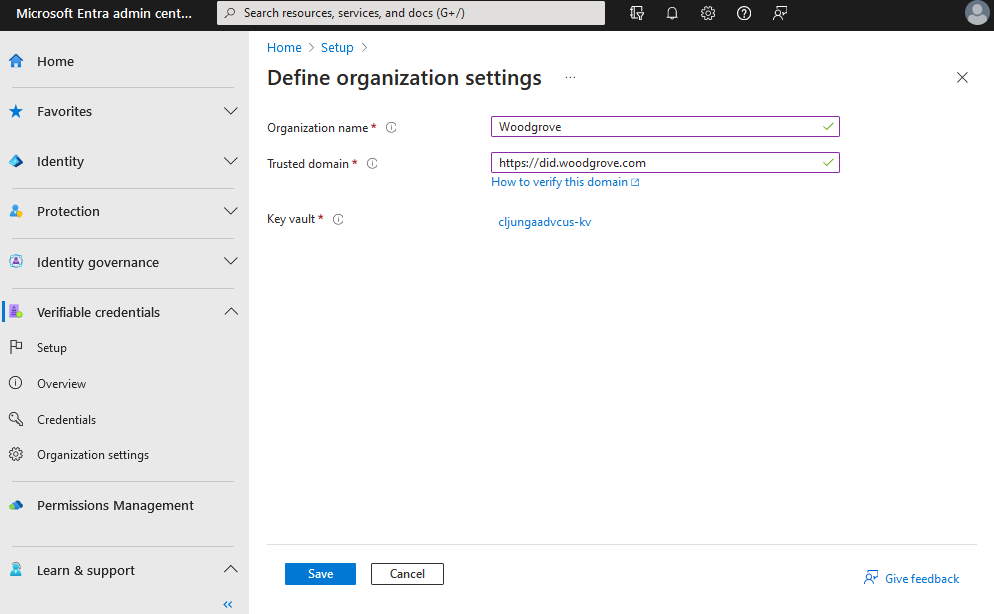 Microsoft Entra admin cent...
Search resources, services, and docs (G+/)
Home
Favorites
Identity
Protection
Identity governance
Verifiable credentials
Setup
Overview
Credentials
Organization settings
Permissions Management
Learn & support
«
Home > Setup >
Define organization settings ...
Organization name *
Woodgrove
Trusted domain *
https://did.woodgrove.com
How to verify this domain
Key vault *
cljungaadvcus-kv
Save
Cancel
Give feedback